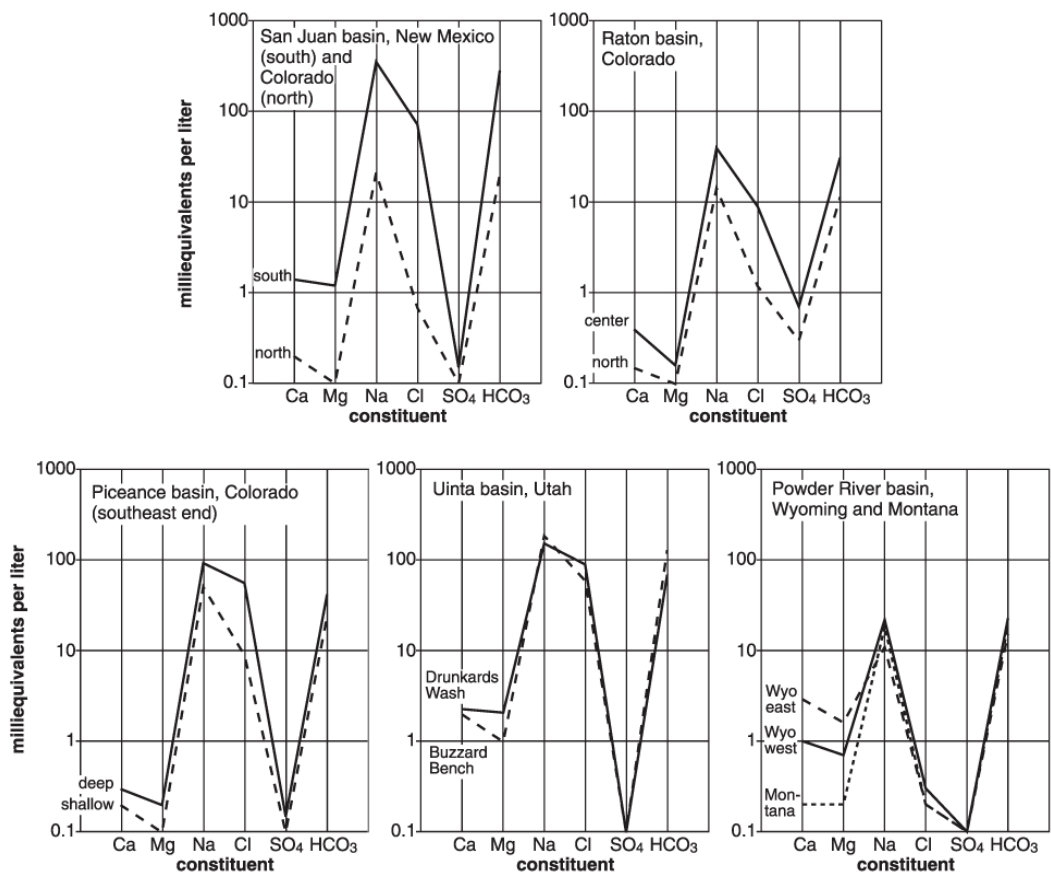 milliequivalents per liter
1000
100
10
1
0.1
San Juan basin, New Mexico
(south) and
Colorado
(north)
south
north
Ca Mg Na Cl SO₄ HCO₃
constituent
1000
100
10
1
0.1
Raton basin,
Colorado
center
north
Ca Mg Na Cl SO₄ HCO₃
constituent
milliequivalents per liter
1000
100
10
1
0.1
Piceance basin, Colorado
(southeast end)
deep
shallow
Ca Mg Na Cl SO₄ HCO₃
constituent
1000
100
10
1
0.1
Uinta basin, Utah
Drunkards
Wash
Buzzard
Bench
Ca Mg Na Cl SO₄ HCO₃
constituent
1000
100
10
1
0.1
Powder River basin,
Wyoming and Montana
Wyo
east
Wyo
west
Mon-
tana
Ca Mg Na Cl SO₄ HCO₃
constituent